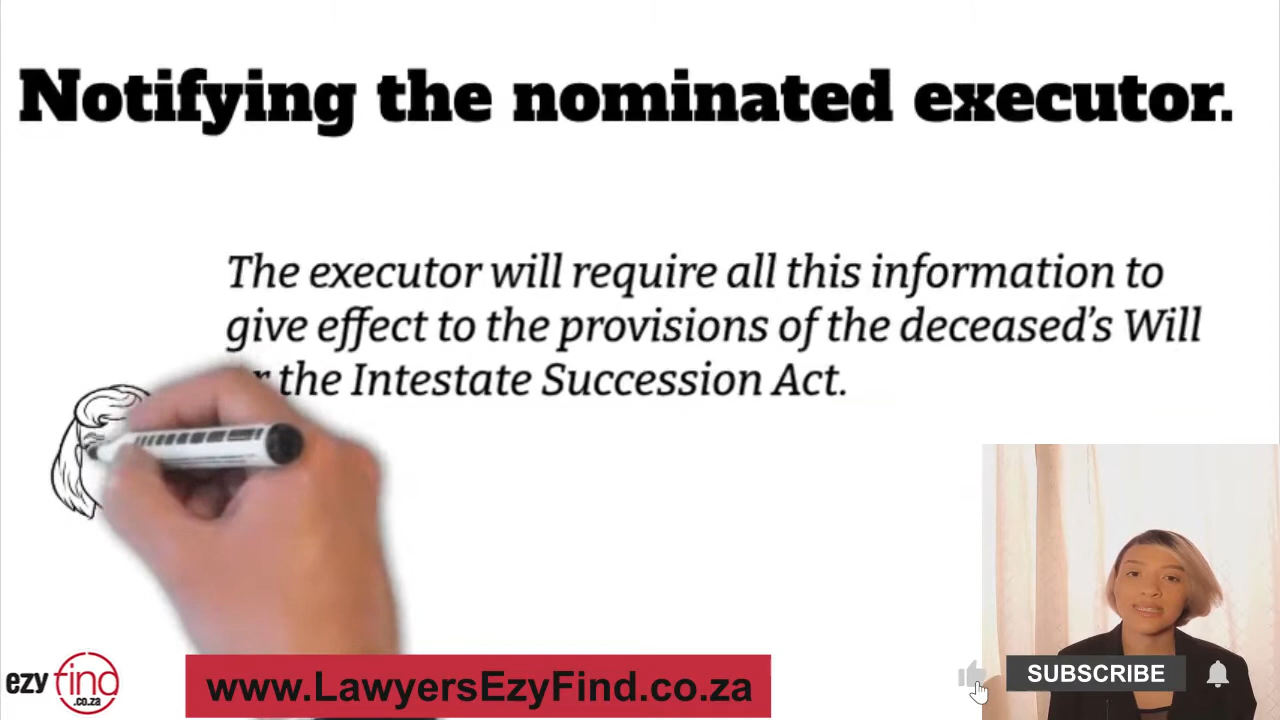 Notifying the nominated executor.
The executor will require all this information to
give effect to the provisions of the deceased’s Will
the Intestate Succession Act.
ezy find
.co.za
www.LawyersEzyFind.co.za
SUBSCRIBE